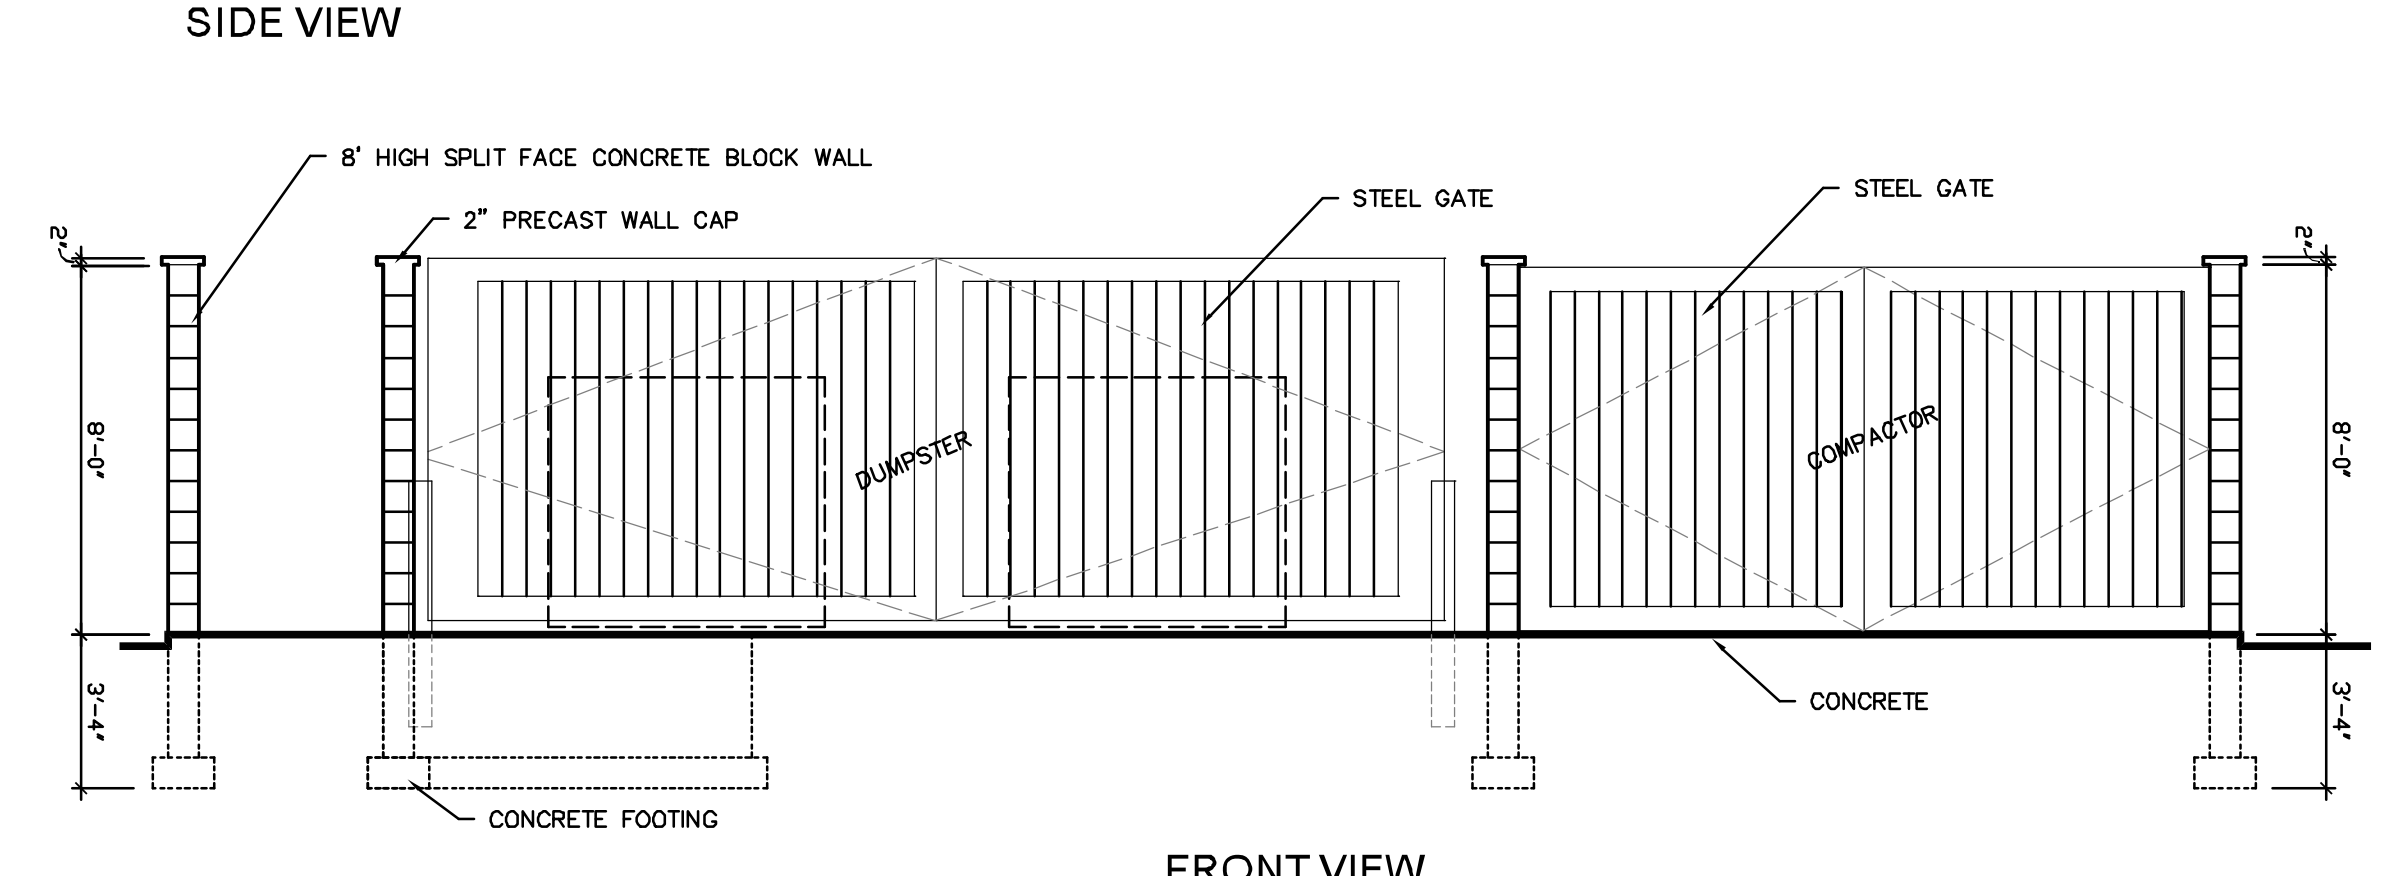 SIDE VIEW
8' HIGH SPLIT FACE CONCRETE BLOCK WALL
STEEL GATE
STEEL GATE
2" PRECAST WALL CAP
2"
2"
8'-0"
DUMPSTER
COMPACTOR
8'-0"
3'-4"
CONCRETE
3'-4"
CONCRETE FOOTING
FRONT VIEW